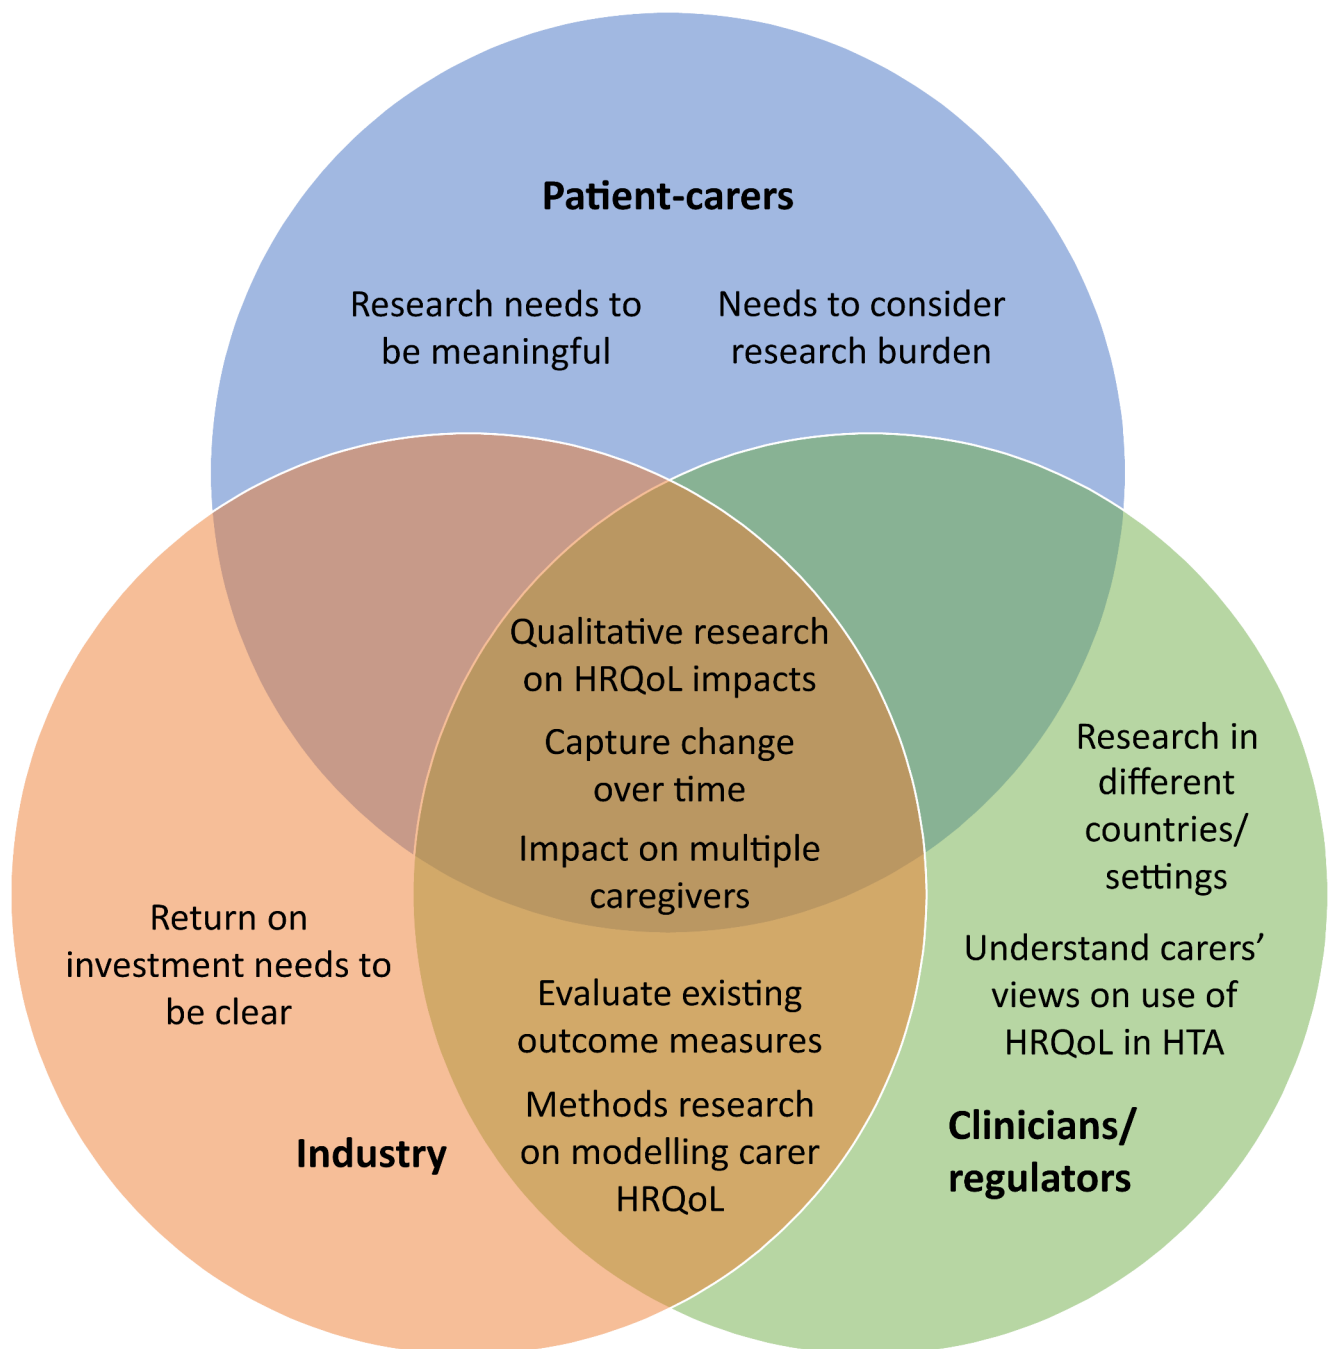 Patient-carers
Research needs to
be meaningful
Needs to consider
research burden
Qualitative research
on HRQoL impacts
Capture change
over time
Impact on multiple
caregivers
Research in
different
countries/
settings
Return on
investment needs to
be clear
Understand carers’
views on use of
HRQoL in HTA
Evaluate existing
outcome measures
Methods research
on modelling carer
HRQoL
Industry
Clinicians/
regulators